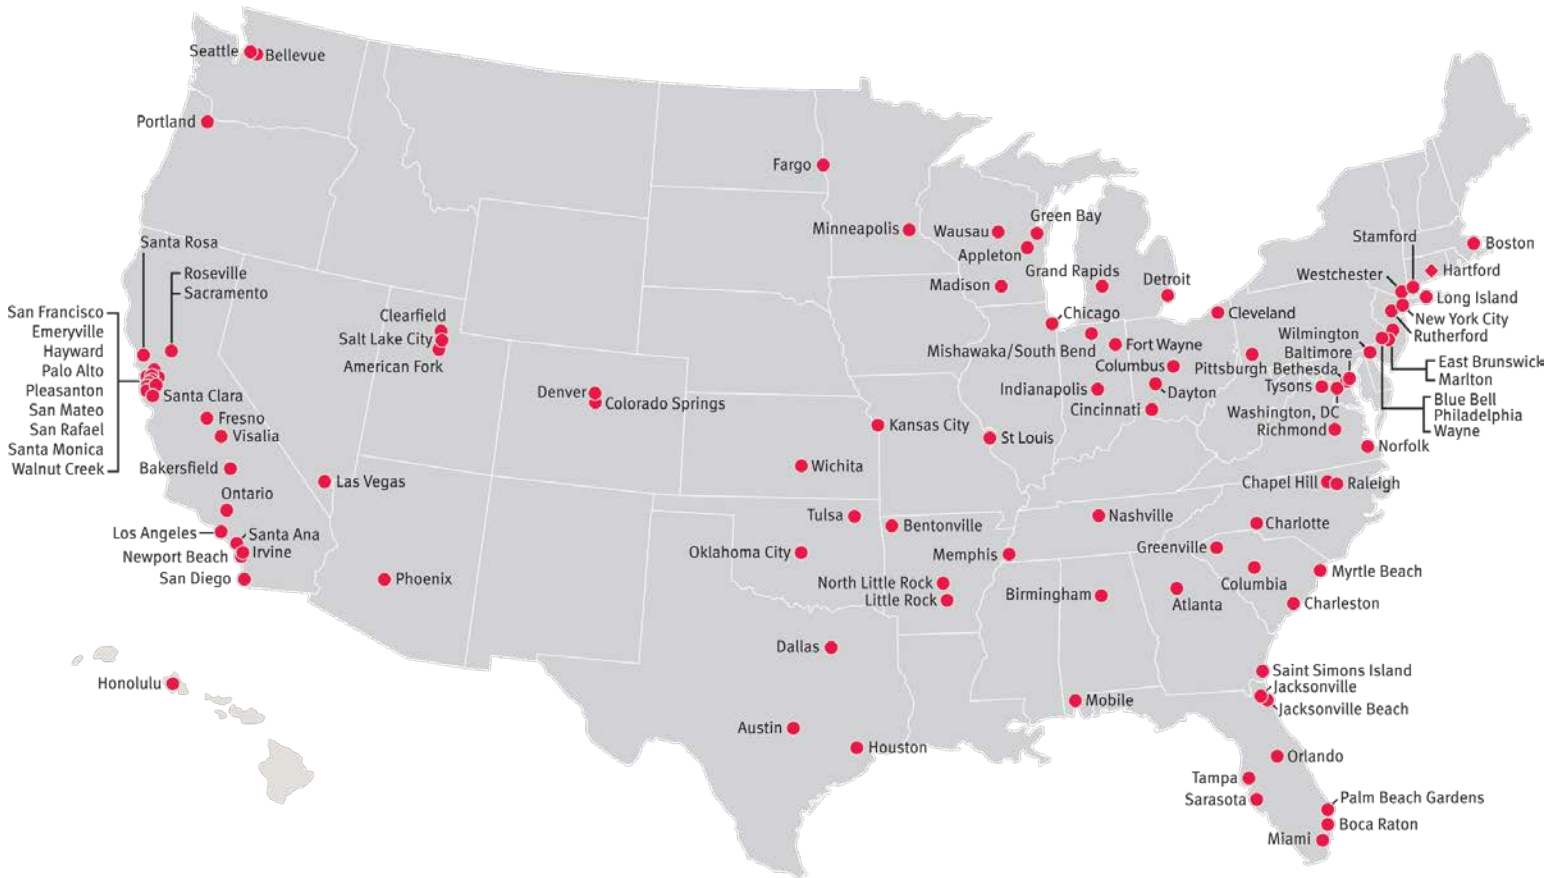 Seattle
Bellevue
Portland
Fargo
Minneapolis
Wausau
Green Bay
Appleton
Madison
Grand Rapids
Detroit
Stamford
Boston
Westchester
Hartford
Long Island
New York City
Rutherford
Santa Rosa
Roseville
Sacramento
San Francisco
Emeryville
Hayward
Palo Alto
Pleasanton
San Mateo
San Rafael
Santa Monica
Walnut Creek
Santa Clara
Fresno
Visalia
Bakersfield
Ontario
Los Angeles
Santa Ana
Irvine
Newport Beach
San Diego
Las Vegas
Phoenix
Clearfield
Salt Lake City
American Fork
Denver
Colorado Springs
Chicago
Mishawaka/South Bend
Fort Wayne
Cleveland
Columbus
Indianapolis
Dayton
Cincinnati
Pittsburgh
Wilmington
Baltimore
Bethesda
Tysons
Washington, DC
Richmond
East Brunswick
Marlton
Blue Bell
Philadelphia
Wayne
Norfolk
Kansas City
St Louis
Wichita
Tulsa
Bentonville
Oklahoma City
North Little Rock
Little Rock
Memphis
Nashville
Chapel Hill
Raleigh
Charlotte
Greenville
Columbia
Myrtle Beach
Charleston
Birmingham
Atlanta
Dallas
Austin
Houston
Mobile
Saint Simons Island
Jacksonville
Jacksonville Beach
Orlando
Tampa
Sarasota
Palm Beach Gardens
Boca Raton
Miami
Honolulu